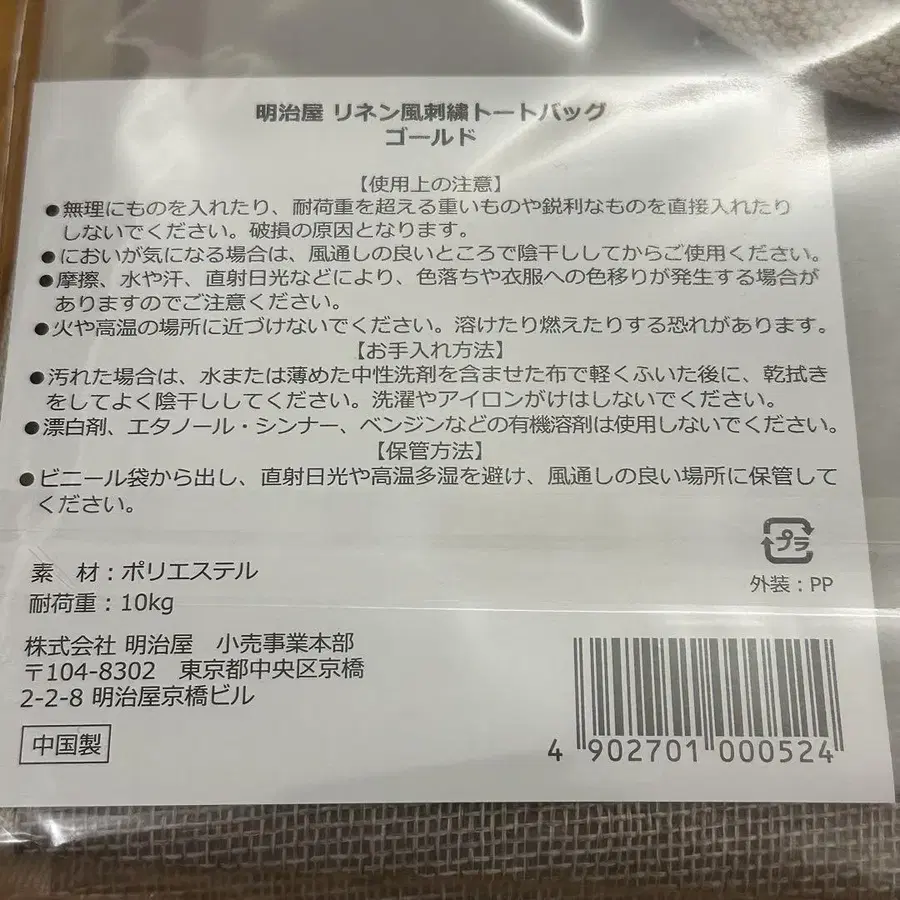 明治屋 リネン風刺繍トートバッグ
ゴールド
【使用上の注意】
●無理にものを入れたり、耐荷重を超える重いものや鋭利なものを直接入れたり
しないでください。破損の原因となります。
●においが気になる場合は、風通しの良いところで陰干ししてからご使用ください。
●摩擦、水や汗、直射日光などにより、色落ちや衣服への色移りが発生する場合が
ありますのでご注意ください。
●火や高温の場所に近づけないでください。溶けたり燃えたりする恐れがあります。
【お手入れ方法】
●汚れた場合は、水または薄めた中性洗剤を含ませた布で軽くふいた後に、乾拭き
をしてよく陰干ししてください。洗濯やアイロンがけはしないでください。
●漂白剤、エタノール・シンナー、ベンジンなどの有機溶剤は使用しないでください。
【保管方法】
●ビニール袋から出し、直射日光や高温多湿を避け、風通しの良い場所に保管して
ください。
プラ
外装：PP
素　材：ポリエステル
耐荷重：10kg
株式会社 明治屋　小売事業本部
〒104-8302　東京都中央区京橋
2-2-8 明治屋京橋ビル
中国製
4 902701 000524